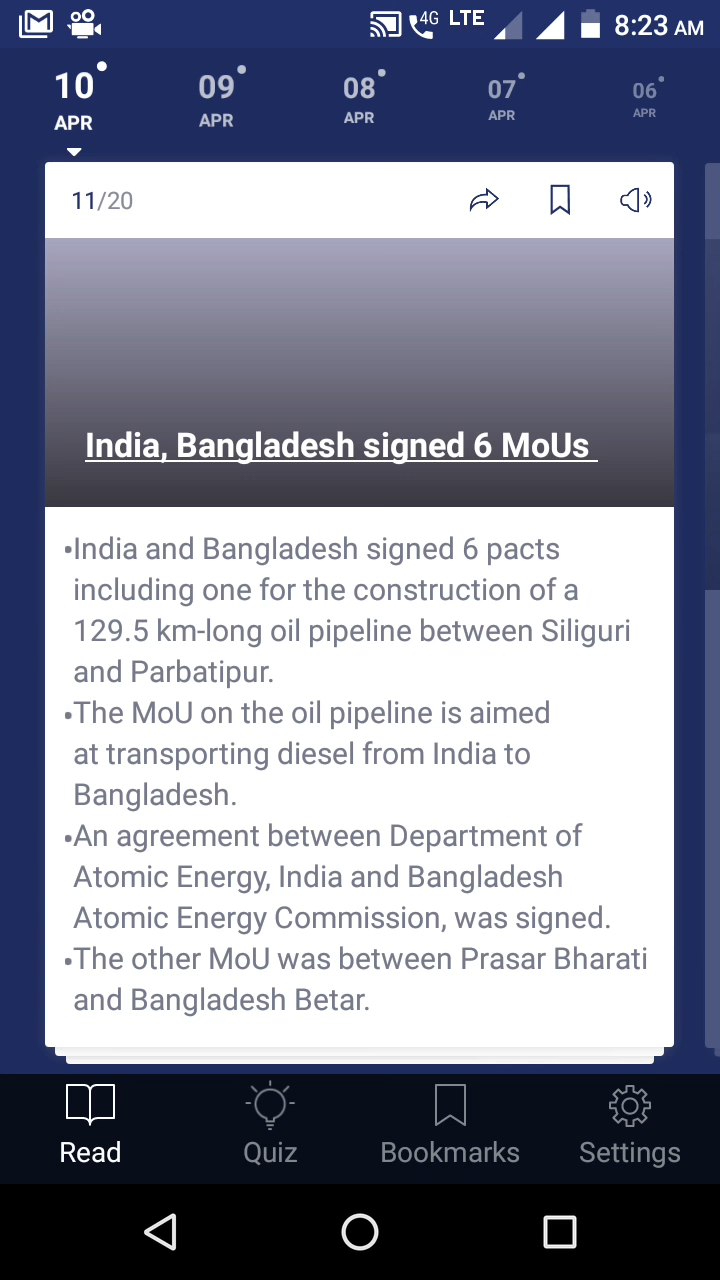 4G LTE 8:23 AM
10 09 08 07 06
APR APR APR APR APR
11/20
India, Bangladesh signed 6 MoUs
•India and Bangladesh signed 6 pacts
including one for the construction of a
129.5 km-long oil pipeline between Siliguri
and Parbatipur.
•The MoU on the oil pipeline is aimed
at transporting diesel from India to
Bangladesh.
•An agreement between Department of
Atomic Energy, India and Bangladesh
Atomic Energy Commission, was signed.
•The other MoU was between Prasar Bharati
and Bangladesh Betar.
Read Quiz Bookmarks Settings